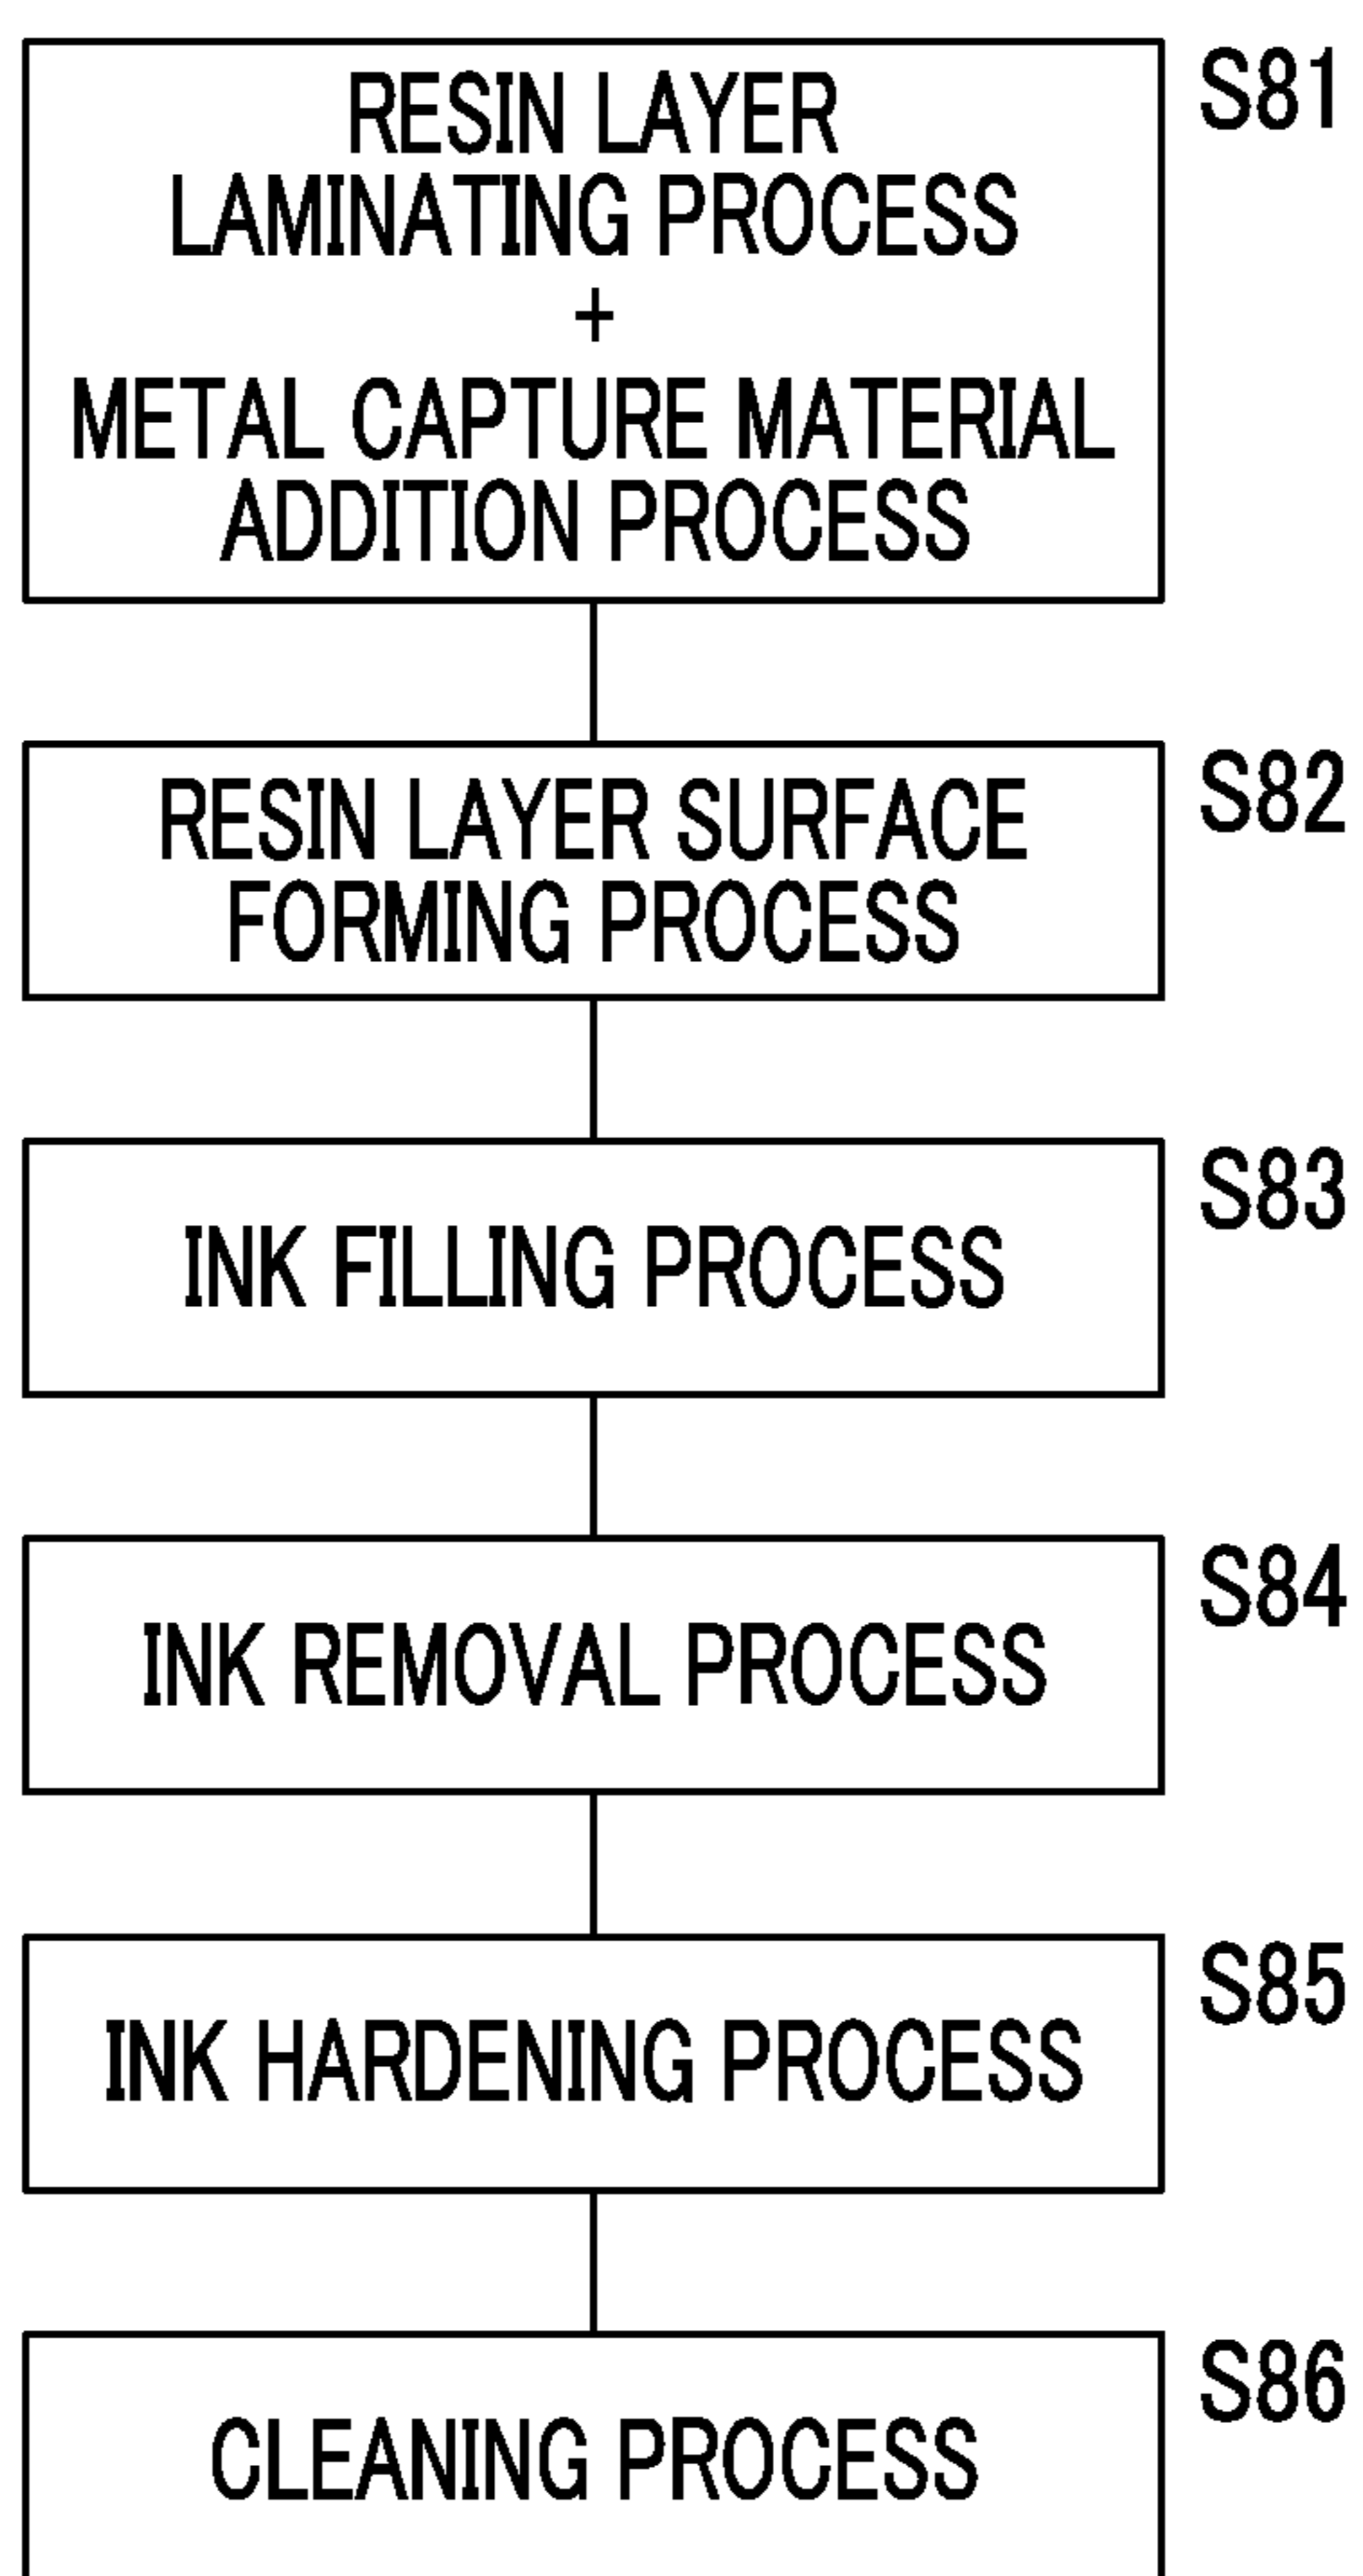 RESIN LAYER
LAMINATING PROCESS
+
METAL CAPTURE MATERIAL
ADDITION PROCESS
S81
RESIN LAYER SURFACE
FORMING PROCESS
S82
INK FILLING PROCESS
S83
INK REMOVAL PROCESS
S84
INK HARDENING PROCESS
S85
CLEANING PROCESS
S86